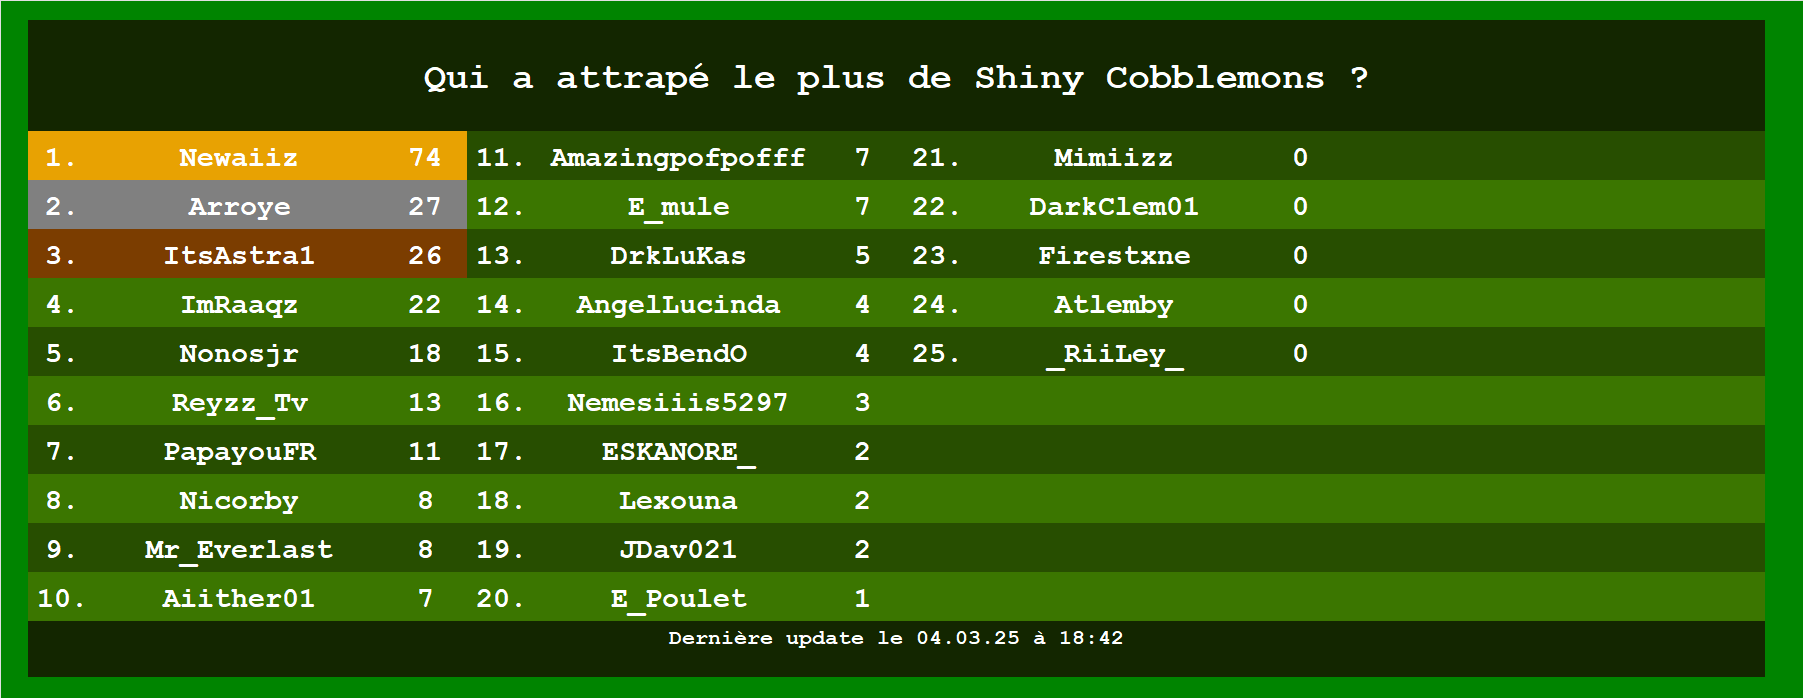 Qui a attrapé le plus de Shiny Cobblemons ?
1. Newaiiz 74 11. Amazingpofpofff 7 21. Mimiizz 0
2. Arroye 27 12. E_mule 7 22. DarkClem01 0
3. ItsAstra1 26 13. DrkLuKas 5 23. Firestxne 0
4. ImRaaqz 22 14. AngelLucinda 4 24. Atlemby 0
5. Nonosjr 18 15. ItsBendO 4 25. _RiiLey_ 0
6. Reyzz_Tv 13 16. Nemesiiis5297 3
7. PapayouFR 11 17. ESKANORE_ 2
8. Nicorby 8 18. Lexouna 2
9. Mr_Everlast 8 19. JDav021 2
10. Aiither01 7 20. E_Poulet 1
Dernière update le 04.03.25 à 18:42